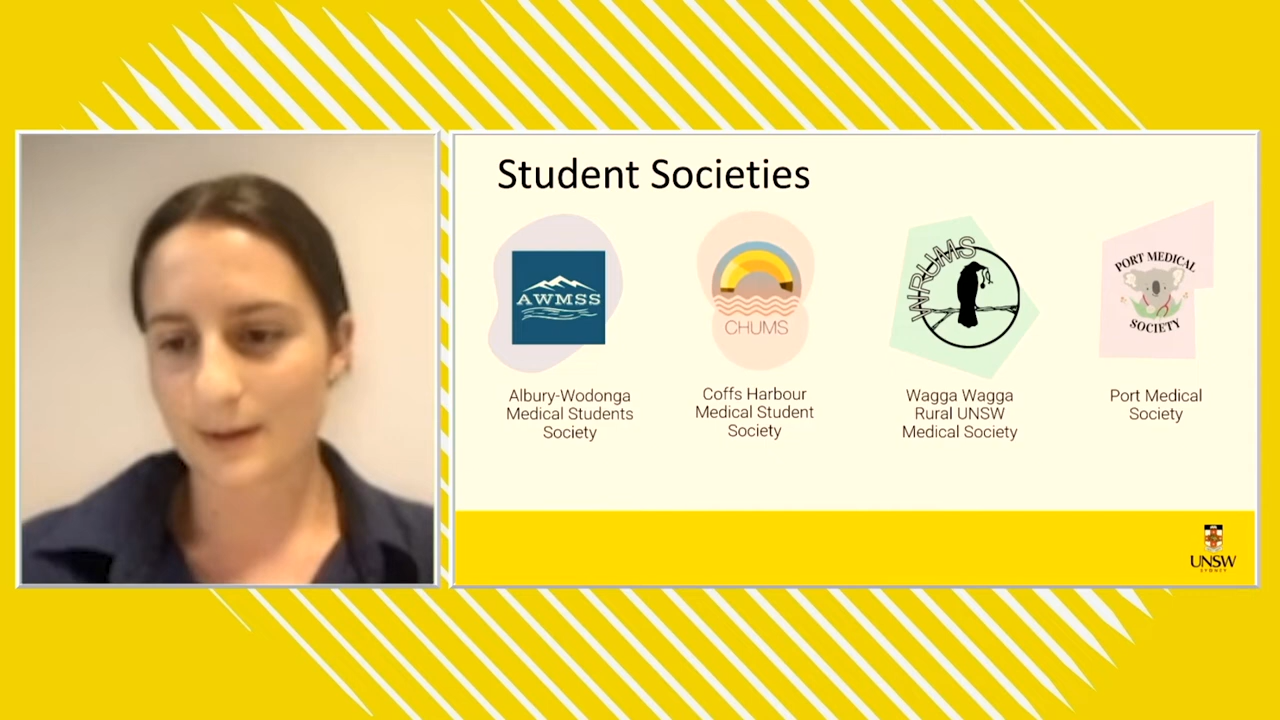 Student Societies
AWMSS
Albury-Wodonga
Medical Students
Society
CHUMS
Coffs Harbour
Medical Student
Society
WRUMS
Wagga Wagga
Rural UNSW
Medical Society
PORT MEDICAL
SOCIETY
Port Medical
Society
UNSW
SYDNEY